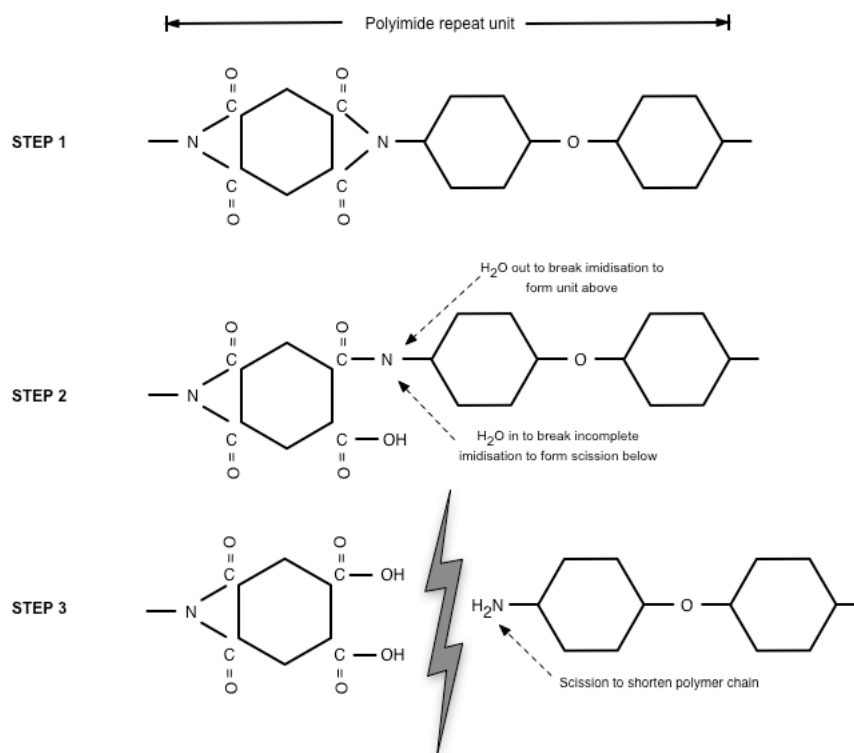 Polyimide repeat unit
O O
C C
STEP 1 N N O
C C
O O
H2O out to break imidisation to
form unit above
O O
C C N O
STEP 2 N
C C OH
O O
H2O in to break incomplete
imidisation to form scission below
O O
C C OH
STEP 3 N H2N O
C C OH
O O
Scission to shorten polymer chain